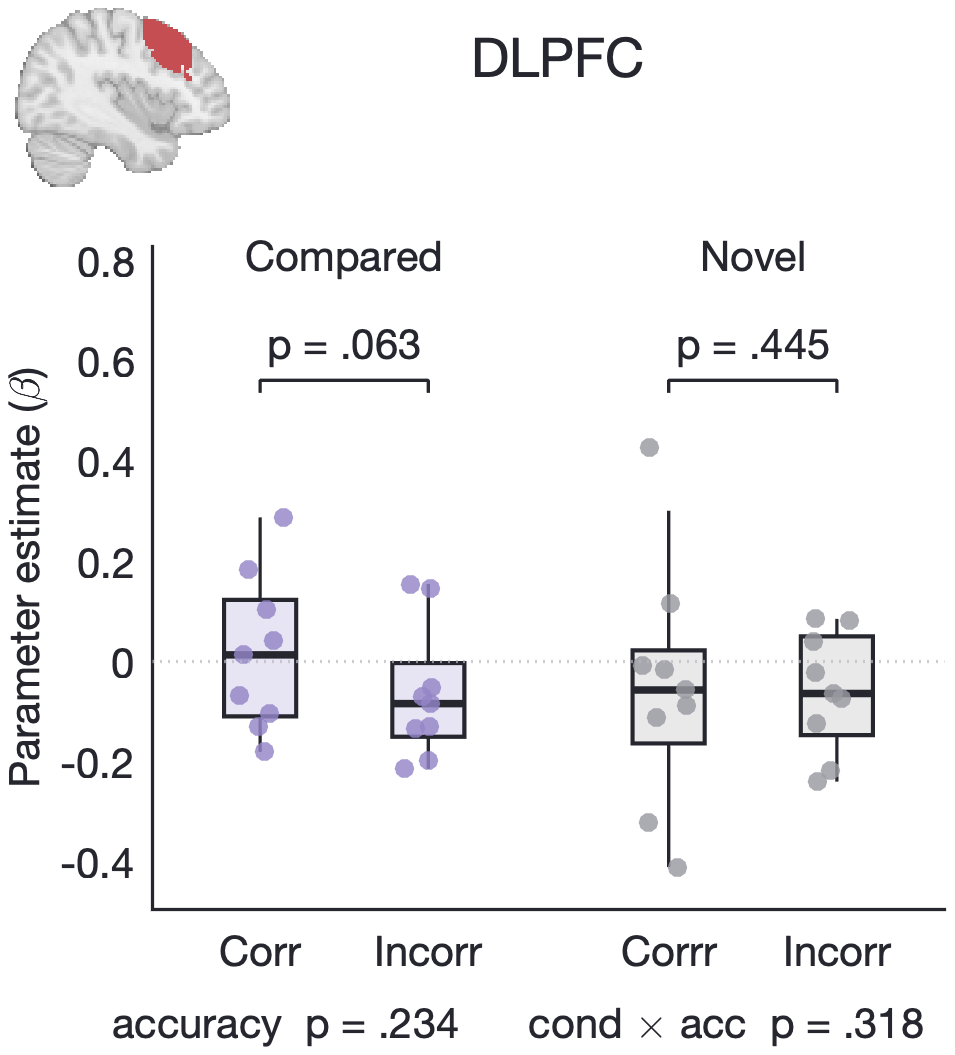 DLPFC
Compared Novel
p = .063 p = .445
Parameter estimate (β)
0.8
0.6
0.4
0.2
0
-0.2
-0.4
Corr Incorr Corrr Incorr
accuracy p = .234 cond × acc p = .318